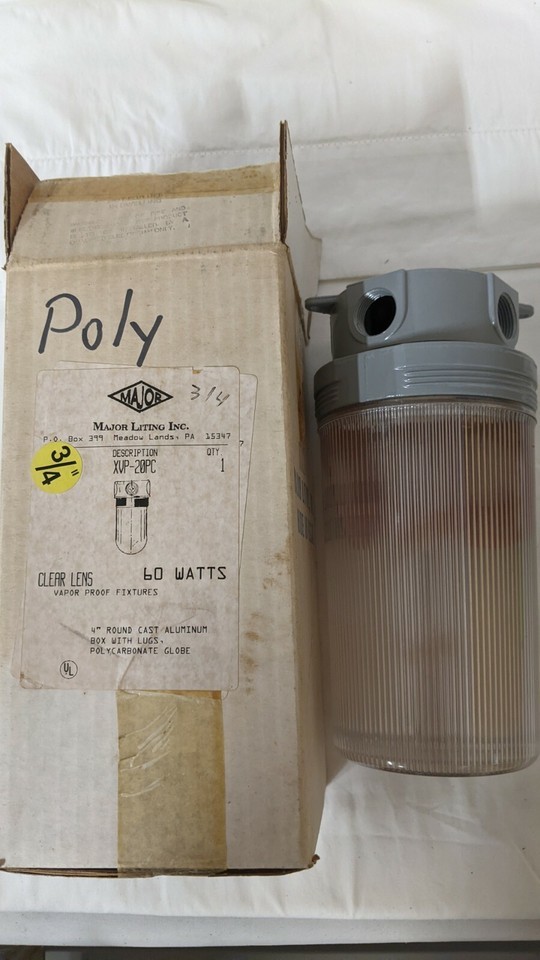 Poly
MAJOR
3/4
MAJOR LITING INC.
P.O. Box 399 Meadow Lands, PA 15347
3/4"
DESCRIPTION QTY
XVP-20PC 1
CLEAR LENS 60 WATTS
VAPOR PROOF FIXTURES
4" ROUND CAST ALUMINUM
BOX WITH LUGS,
POLYCARBONATE GLOBE
UL